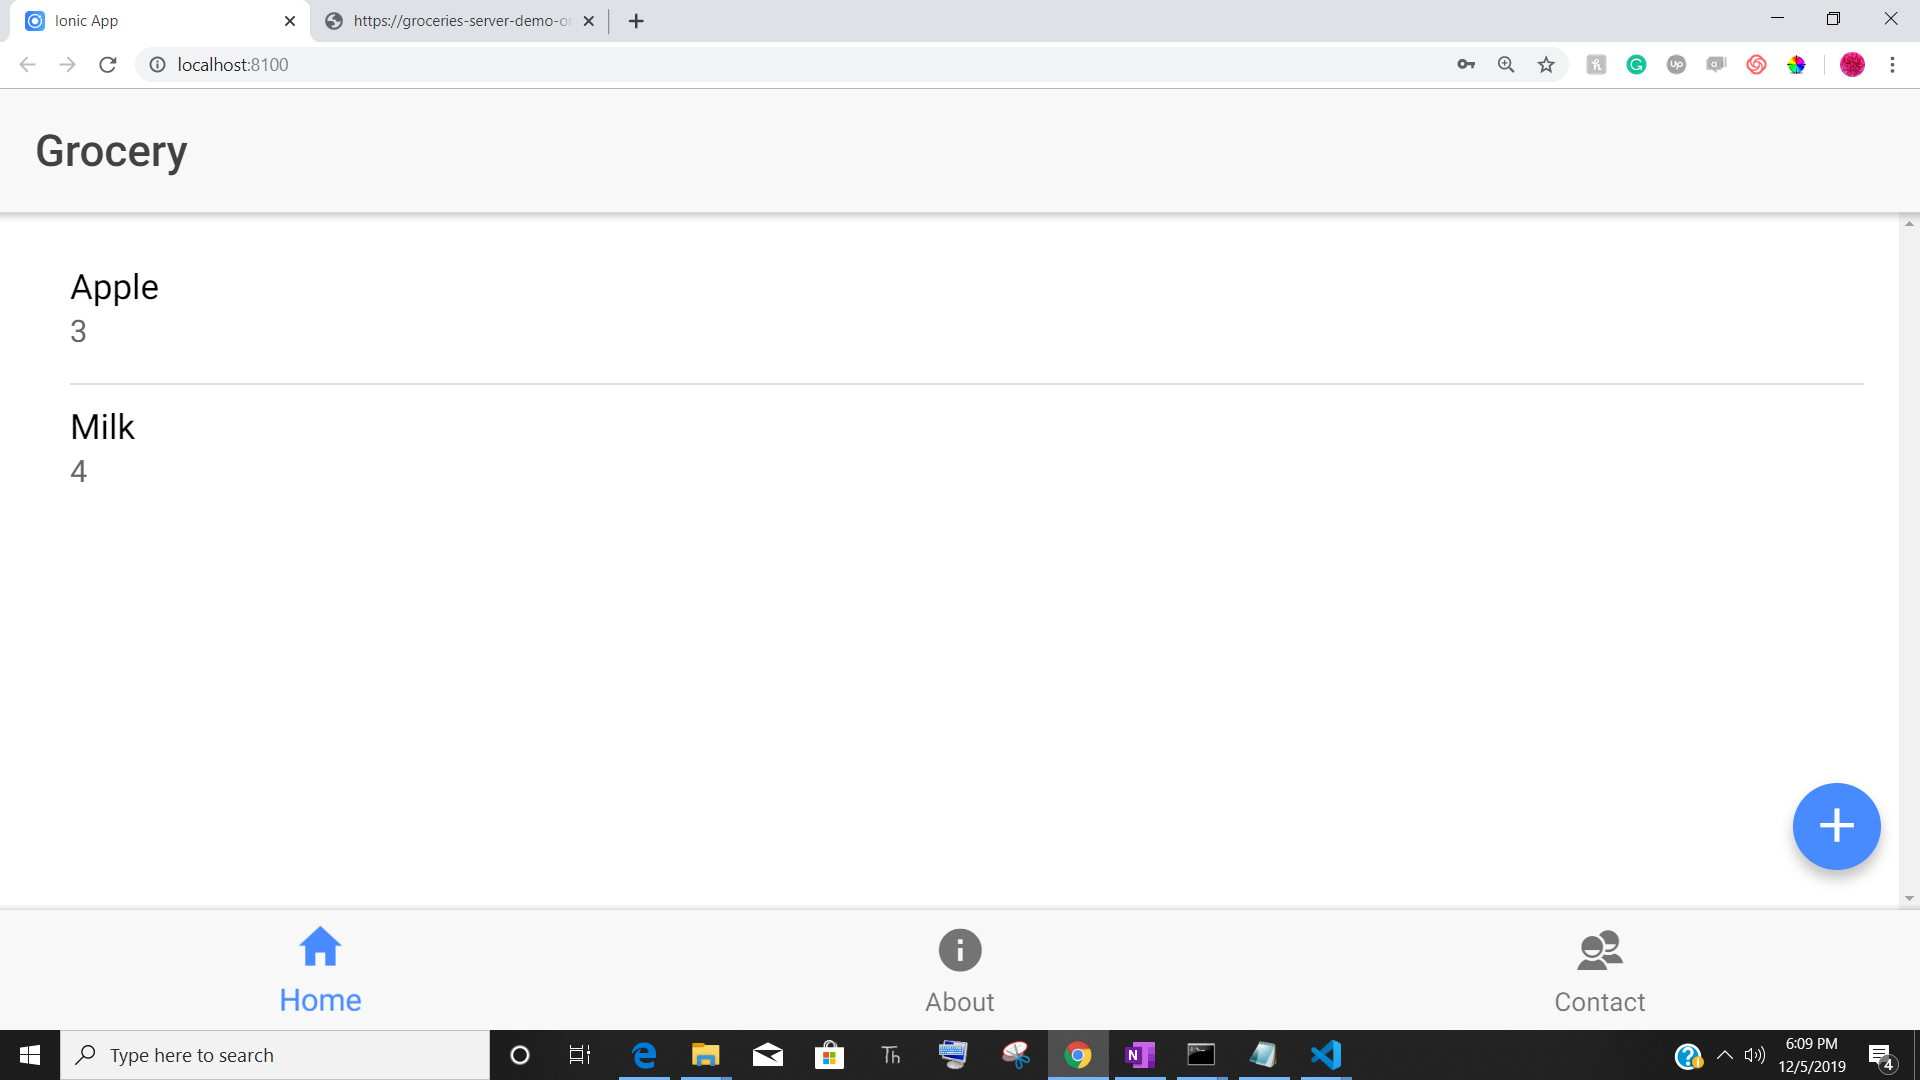 Ionic App
https://groceries-server-demo-o
localhost:8100
Grocery
Apple
3
Milk
4
Home
About
Contact
Type here to search
Th
N
6:09 PM
12/5/2019
4